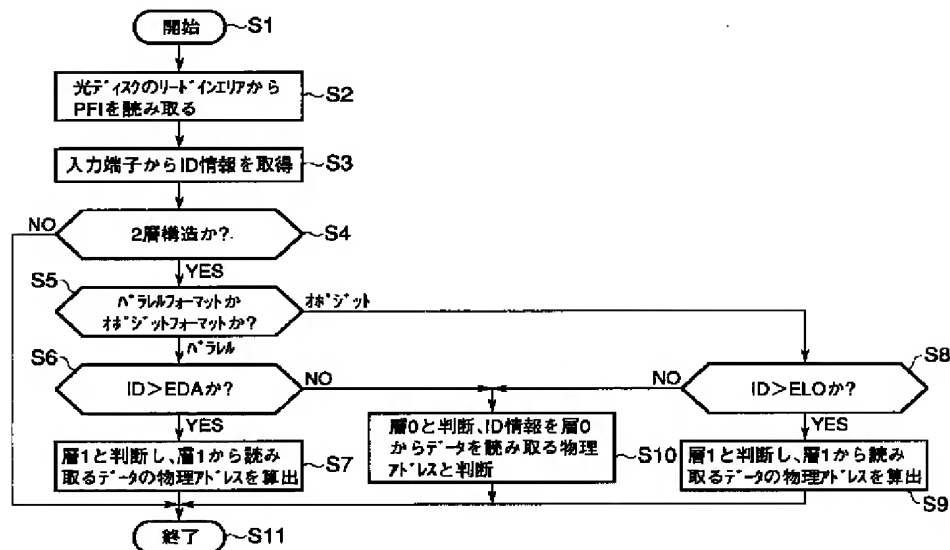 開始
S1
光ディスクのリードインエリアから
PFIを読み取る
S2
入力端子からID情報を取得
S3
NO
2層構造か?
S4
YES
S5
パラレルフォーマットか
オポジットフォーマットか?
オポジット
パラレル
S6
ID>EDAか?
NO
NO
ID>ELOか?
S8
YES
YES
層1と判断し、層1から読み
取るデータの物理アドレスを算出
S7
層0と判断、ID情報を層0
からデータを読み取る物理
アドレスと判断
S10
層1と判断し、層1から読み
取るデータの物理アドレスを算出
S9
終了
S11